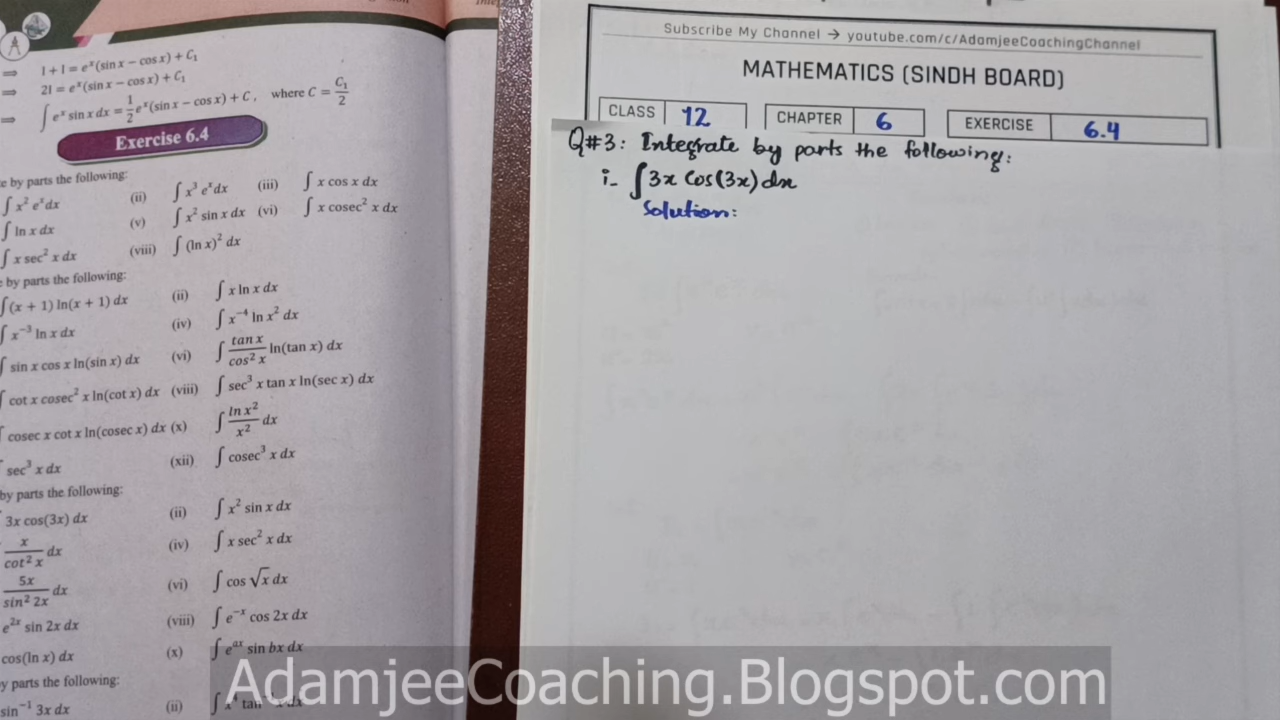 ⇒ I + I = eˣ(sin x − cos x) + C₁
⇒ 2I = eˣ(sin x − cos x) + C₁
⇒ ∫ eˣ sin x dx = 1/2 eˣ(sin x − cos x) + C, where C = C₁/2
Exercise 6.4
e by parts the following:
∫ x² eˣdx (ii) ∫ x³ eˣdx (iii) ∫ x cos x dx
∫ ln x dx (v) ∫ x² sin x dx (vi) ∫ x cosec² x dx
∫ x sec² x dx (viii) ∫ (ln x)² dx
e by parts the following:
∫ (x + 1) ln(x + 1) dx (ii) ∫ x ln x dx
∫ x⁻³ ln x dx (iv) ∫ x⁻⁴ ln x² dx
∫ sin x cos x ln(sin x) dx (vi) ∫ tan x/cos² x ln(tan x) dx
∫ cot x cosec² x ln(cot x) dx (viii) ∫ sec³ x tan x ln(sec x) dx
∫ cosec x cot x ln(cosec x) dx (x) ∫ ln x²/x² dx
sec³ x dx (xii) ∫ cosec³ x dx
by parts the following:
3x cos(3x) dx (ii) ∫ x² sin x dx
x/cot² x dx (iv) ∫ x sec² x dx
5x/sin² 2x dx (vi) ∫ cos √x dx
e²ˣ sin 2x dx (viii) ∫ e⁻ˣ cos 2x dx
cos(ln x) dx (x) ∫ eᵃˣ sin bx dx
y parts the following:
sin⁻¹ 3x dx (ii)
Subscribe My Channel → youtube.com/c/AdamjeeCoachingChannel
MATHEMATICS (SINDH BOARD)
CLASS 12 CHAPTER 6 EXERCISE 6.4
Q#3: Integrate by parts the following:
i- ∫ 3x Cos(3x) dx
Solution:
AdamjeeCoaching.Blogspot.com